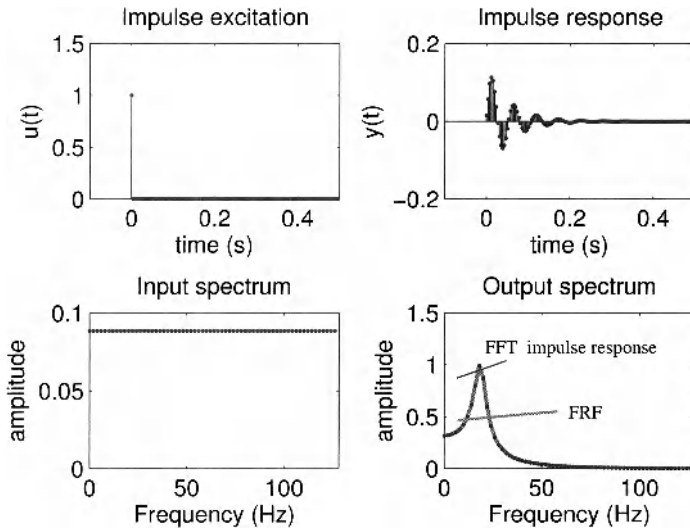 Impulse excitation
1.5
1
0.5
0
u(t)
0
0.2
0.4
time (s)
Impulse response
0.2
0
−0.2
y(t)
0
0.2
0.4
time (s)
Input spectrum
0.1
0.05
0
amplitude
0
50
100
Frequency (Hz)
Output spectrum
1.5
1
0.5
0
amplitude
FFT impulse response
FRF
0
50
100
Frequency (Hz)